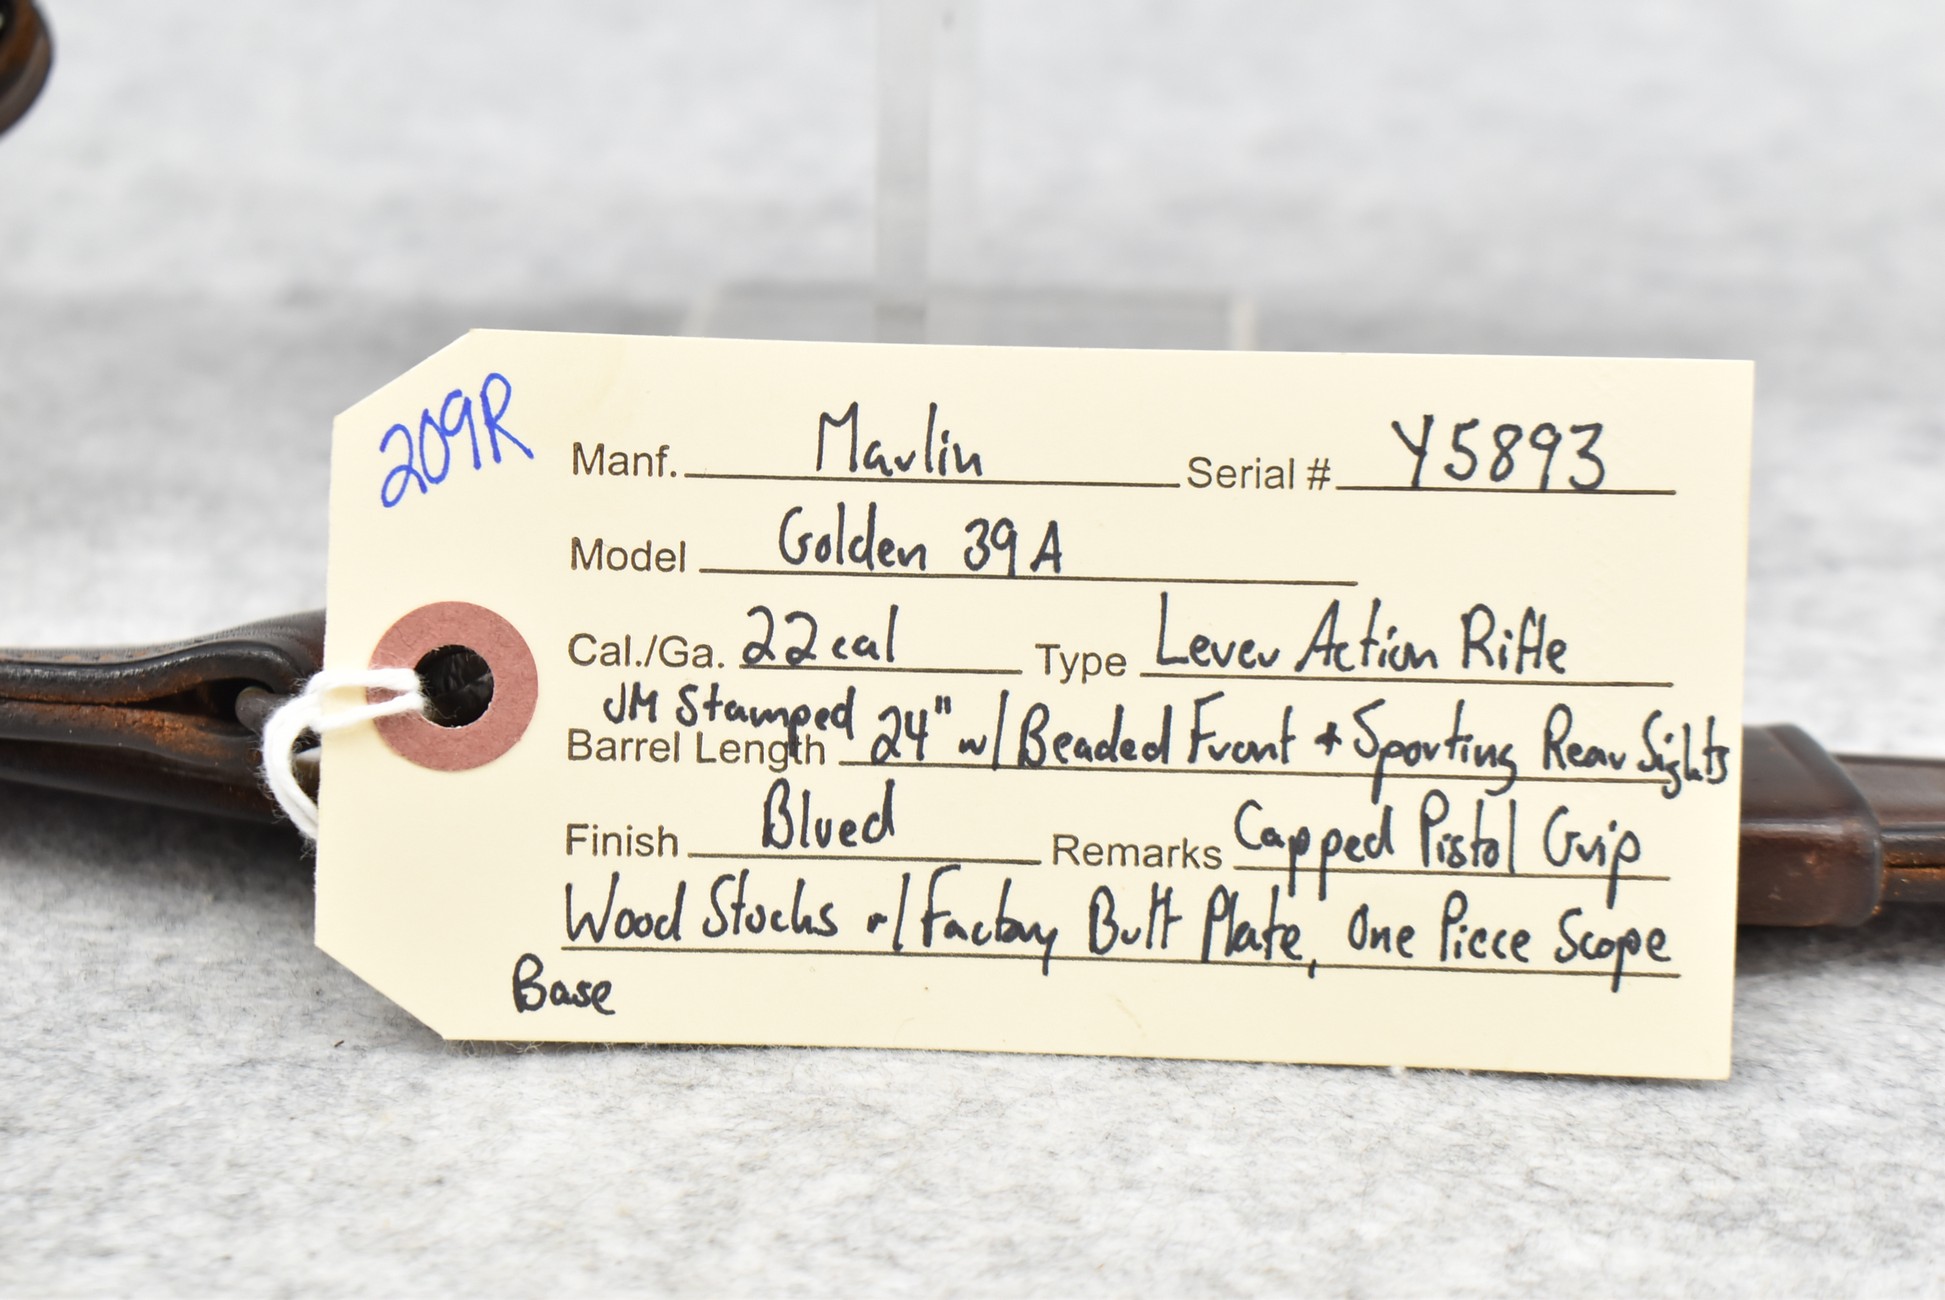 209R
Manf. Marlin Serial # Y5893
Model Golden 39A
Cal./Ga. 22cal Type Lever Action Rifle
JM Stamped
Barrel Length 24" w/ Beaded Front + Sporting Rear Sights
Finish Blued Remarks Capped Pistol Grip
Wood Stocks w/ Factory Butt Plate, One Piece Scope
Base